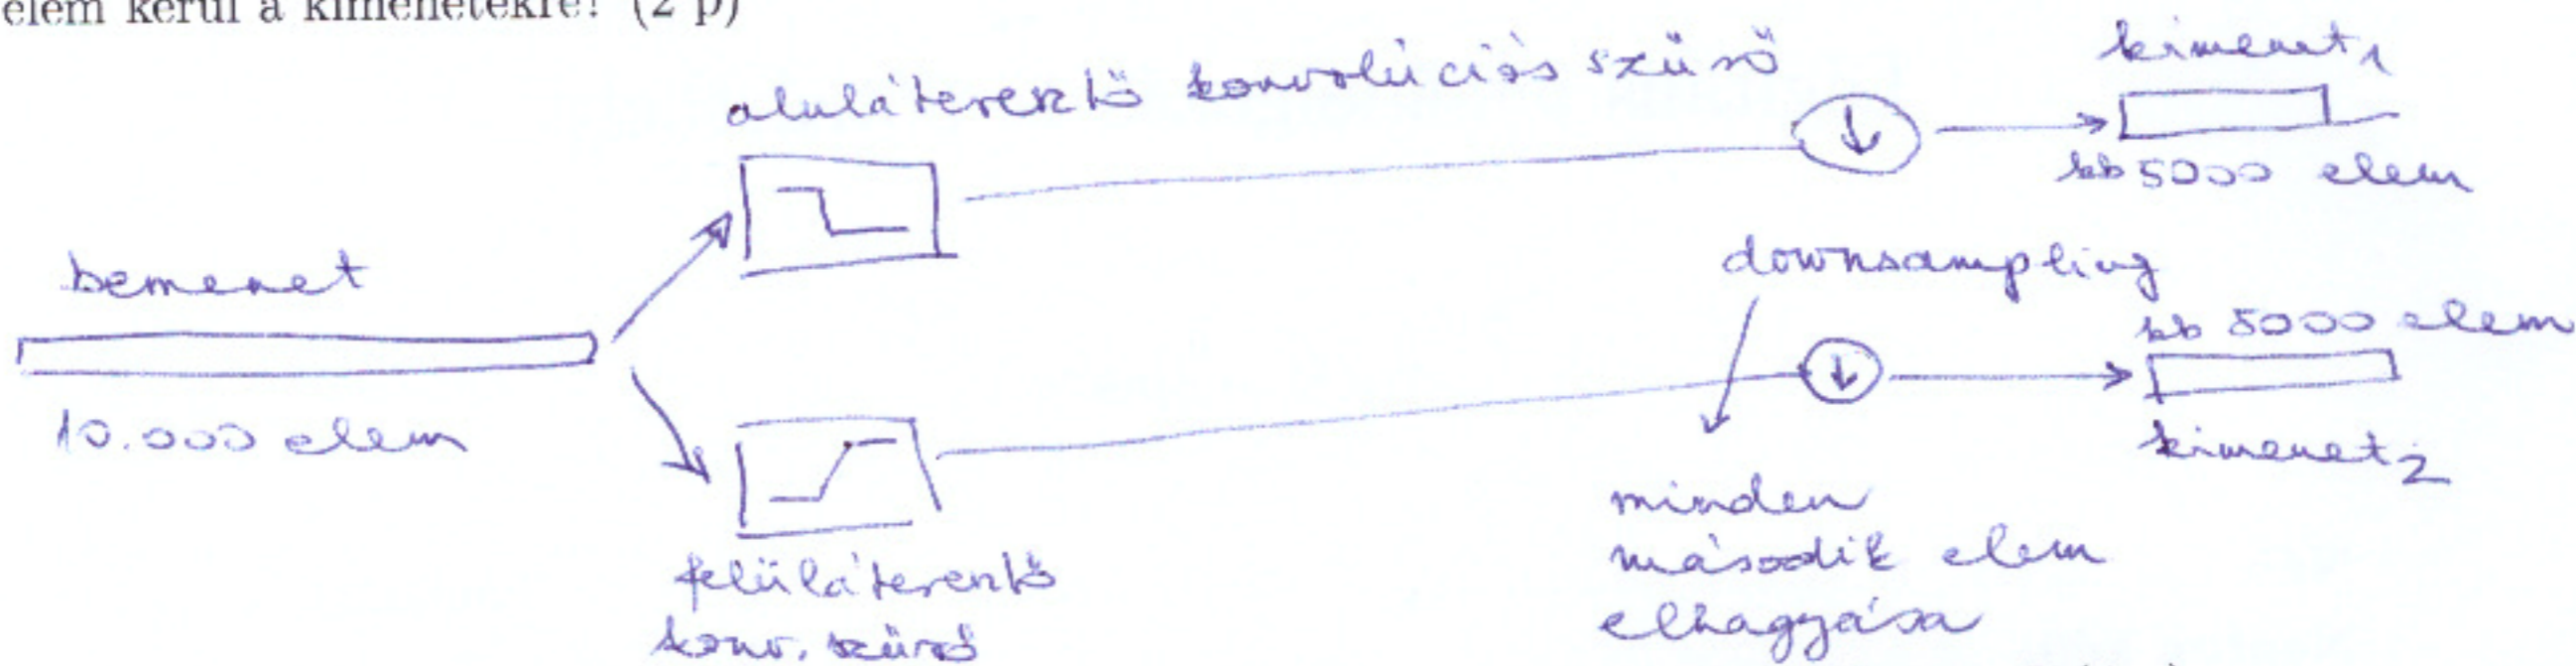 elem kerül a kimenetekre? (2 p)
aluláteresztő konvolúciós szűrő
kimenet1
kb 5000 elem
bemenet
10.000 elem
downsampling
kb 5000 elem
kimenet2
felüláteresztő
konv. szűrő
minden
második elem
elhagyása